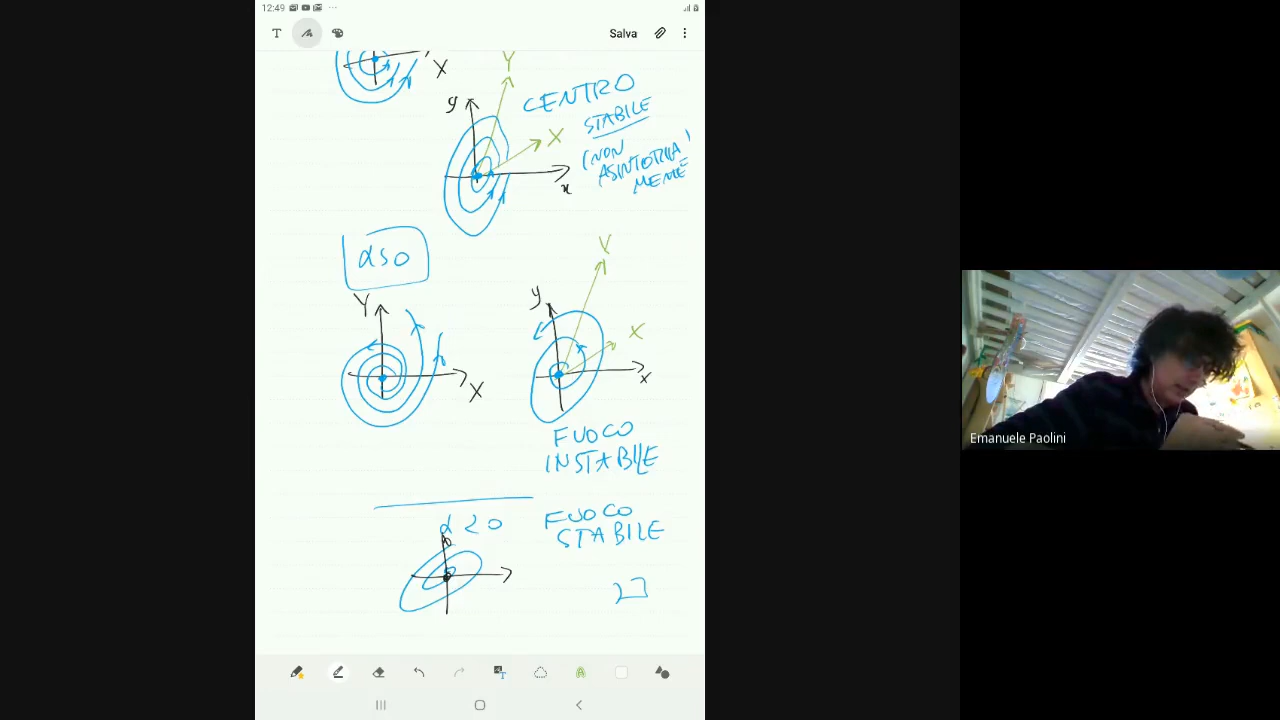 12:49
Salva
X
Y
y
CENTRO
STABILE
X
(NON
ASINTOTICA
MENTE
x
α>0
Y
X
Y
y
X
x
FUOCO
INSTABILE
α<0
FUOCO
STABILE
Emanuele Paolini